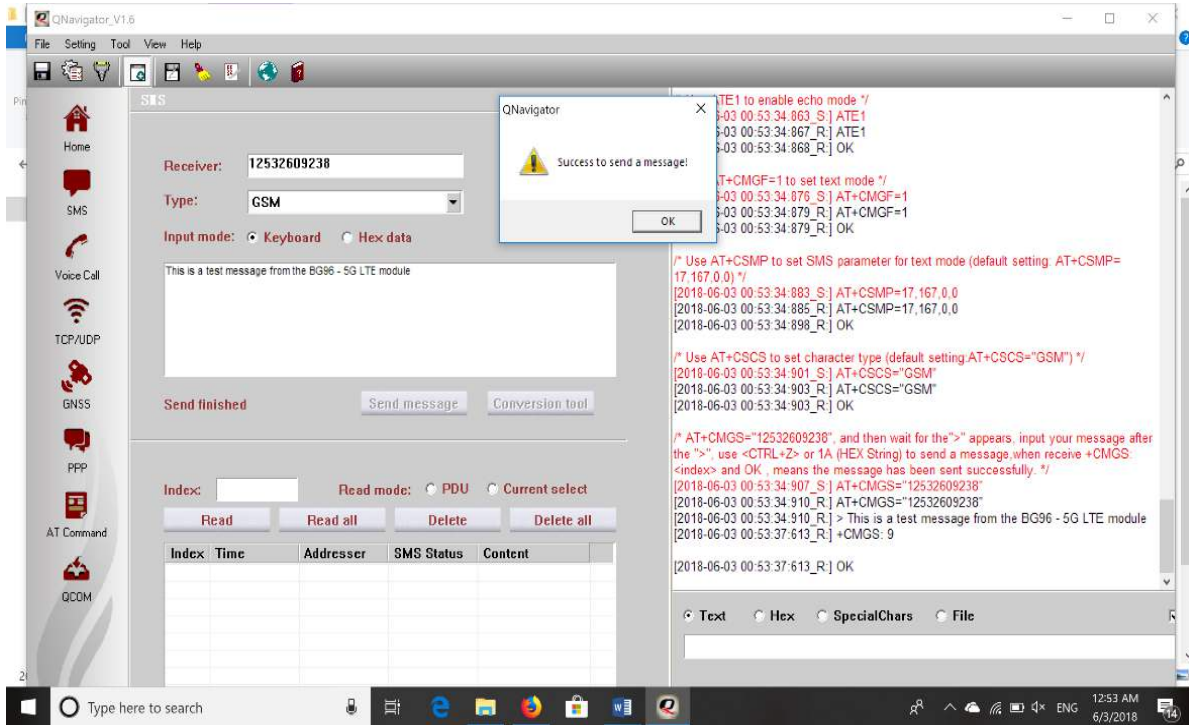 QNavigator_V1.6
File Setting Tool View Help
Home
SMS
Voice Call
TCP/UDP
GNSS
PPP
AT Command
QCOM
SMS
Receiver: 12532609238
Type: GSM
Input mode: Keyboard Hex data
This is a test message from the BG96 - 5G LTE module
Send finished Send message Conversion tool
Index: Read mode: PDU Current select
Read Read all Delete Delete all
Index Time Addresser SMS Status Content
QNavigator
Success to send a message!
OK
ATE1 to enable echo mode */
-03 00:53:34:863_S:] ATE1
-03 00:53:34:867_R:] ATE1
-03 00:53:34:868_R:] OK
AT+CMGF=1 to set text mode */
-03 00:53:34:876_S:] AT+CMGF=1
-03 00:53:34:879_R:] AT+CMGF=1
-03 00:53:34:879_R:] OK
/* Use AT+CSMP to set SMS parameter for text mode (default setting: AT+CSMP=
17,167,0,0) */
[2018-06-03 00:53:34:883_S:] AT+CSMP=17,167,0,0
[2018-06-03 00:53:34:885_R:] AT+CSMP=17,167,0,0
[2018-06-03 00:53:34:898_R:] OK
/* Use AT+CSCS to set character type (default setting:AT+CSCS="GSM") */
[2018-06-03 00:53:34:901_S:] AT+CSCS="GSM"
[2018-06-03 00:53:34:903_R:] AT+CSCS="GSM"
[2018-06-03 00:53:34:903_R:] OK
/* AT+CMGS="12532609238", and then wait for the">" appears, input your message after
the ">", use <CTRL+Z> or 1A (HEX String) to send a message,when receive +CMGS:
<index> and OK , means the message has been sent successfully. */
[2018-06-03 00:53:34:907_S:] AT+CMGS="12532609238"
[2018-06-03 00:53:34:910_R:] AT+CMGS="12532609238"
[2018-06-03 00:53:34:910_R:] > This is a test message from the BG96 - 5G LTE module
[2018-06-03 00:53:37:613_R:] +CMGS: 9
[2018-06-03 00:53:37:613_R:] OK
Text Hex SpecialChars File
Type here to search
ENG
12:53 AM
6/3/2018
14